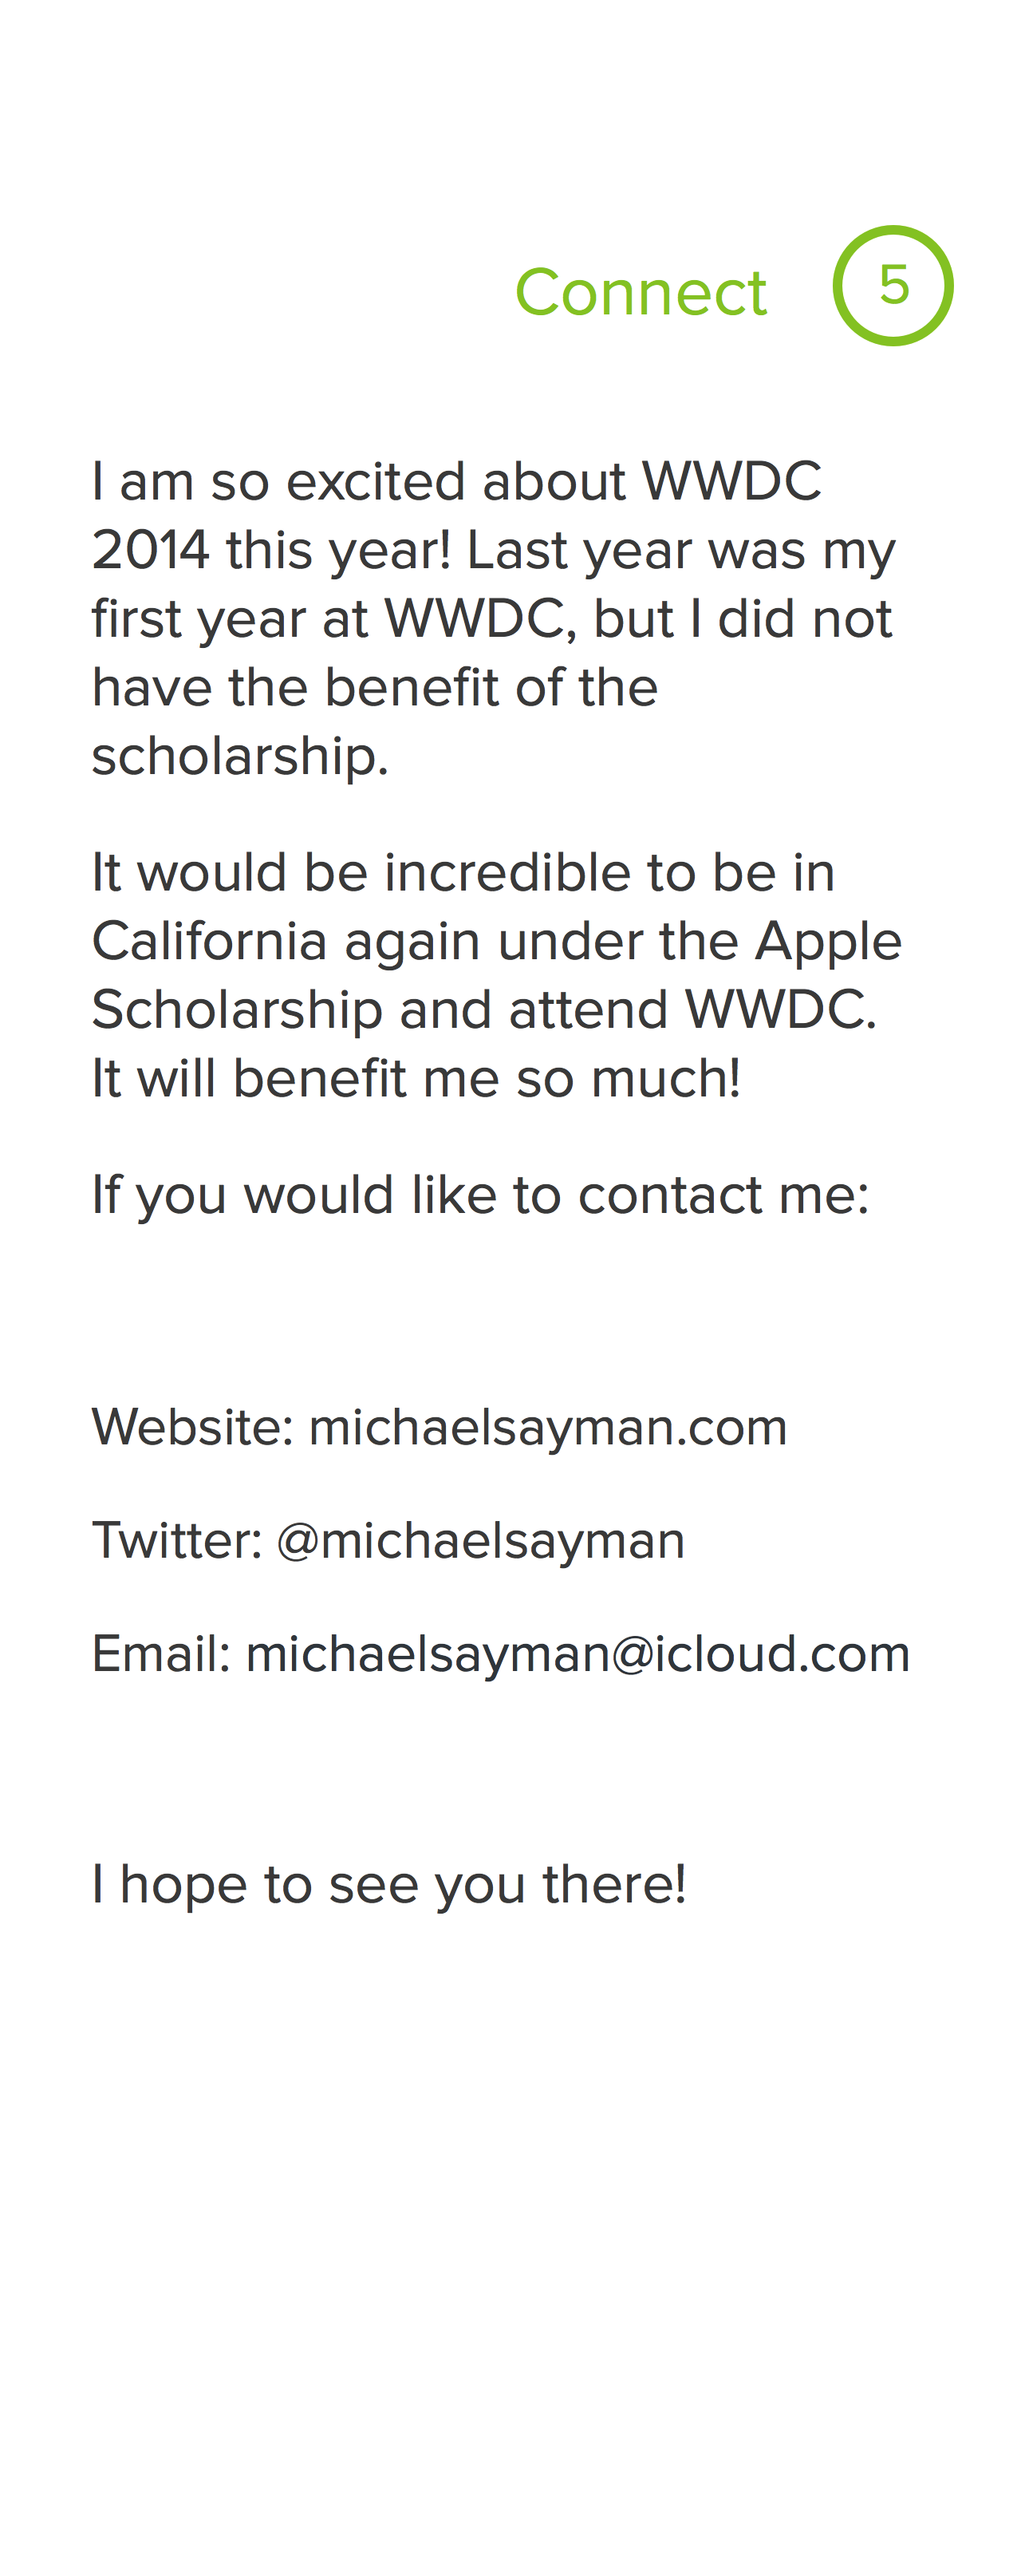 Connect 5
I am so excited about WWDC
2014 this year! Last year was my
first year at WWDC, but I did not
have the benefit of the
scholarship.
It would be incredible to be in
California again under the Apple
Scholarship and attend WWDC.
It will benefit me so much!
If you would like to contact me:
Website: michaelsayman.com
Twitter: @michaelsayman
Email: michaelsayman@icloud.com
I hope to see you there!